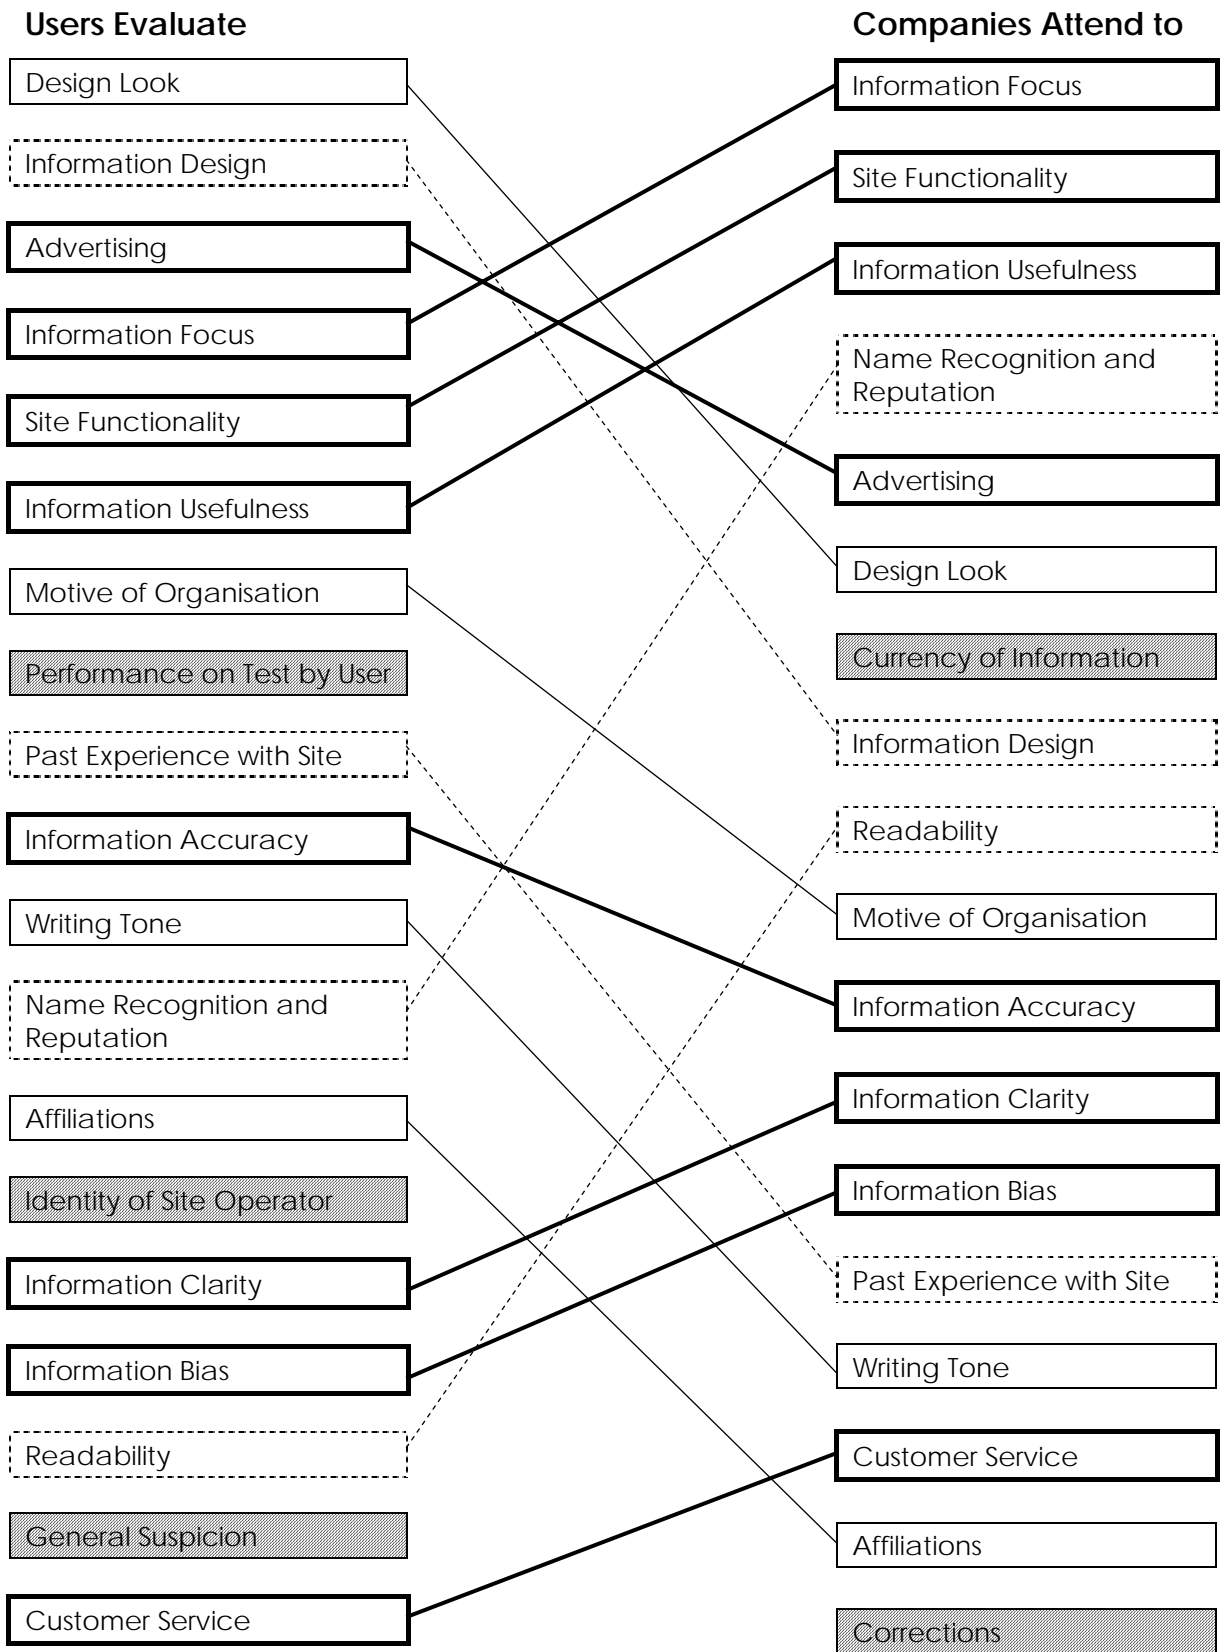 Users Evaluate
Design Look
Information Design
Advertising
Information Focus
Site Functionality
Information Usefulness
Motive of Organisation
Performance on Test by User
Past Experience with Site
Information Accuracy
Writing Tone
Name Recognition and
Reputation
Affiliations
Identity of Site Operator
Information Clarity
Information Bias
Readability
General Suspicion
Customer Service
Companies Attend to
Information Focus
Site Functionality
Information Usefulness
Name Recognition and
Reputation
Advertising
Design Look
Currency of Information
Information Design
Readability
Motive of Organisation
Information Accuracy
Information Clarity
Information Bias
Past Experience with Site
Writing Tone
Customer Service
Affiliations
Corrections